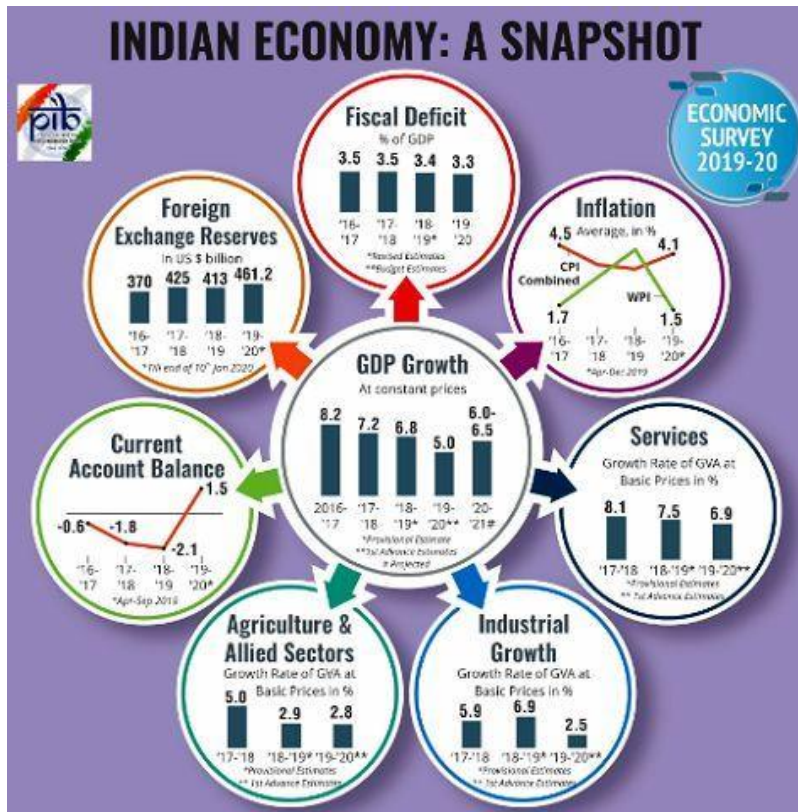 INDIAN ECONOMY: A SNAPSHOT
pib
ECONOMIC
SURVEY
2019-20
Fiscal Deficit
% of GDP
3.5 3.5 3.4 3.3
'16-'17 '17-'18 '18-'19* '19-'20
*Revised Estimates
**Budget Estimates
Foreign
Exchange Reserves
In US $ billion
370 425 413 461.2
'16-'17 '17-'18 '18-'19 '19-'20*
*Till end of 10th Jan 2020
Inflation
Average, in %
4.5 4.1
CPI
Combined
WPI
1.7 1.5
'16-'17 '17-'18 '18-'19 '19-'20*
*Apr-Dec 2019
GDP Growth
At constant prices
8.2 7.2 6.8 5.0 6.0-6.5
2016-'17 '17-'18 '18-'19* '19-'20** '20-'21#
*Provisional Estimate
**1st Advance Estimates
# Projected
Current
Account Balance
-0.6 -1.8 -2.1 1.5
'16-'17 '17-'18 '18-'19 '19-'20*
*Apr-Sep 2019
Services
Growth Rate of GVA at
Basic Prices in %
8.1 7.5 6.9
'17-'18 '18-'19* '19-'20**
*Provisional Estimates
** 1st Advance Estimates
Agriculture &
Allied Sectors
Growth Rate of GVA at
Basic Prices in %
5.0 2.9 2.8
'17-'18 '18-'19* '19-'20**
*Provisional Estimates
** 1st Advance Estimates
Industrial
Growth
Growth Rate of GVA at
Basic Prices in %
5.9 6.9 2.5
'17-'18 '18-'19* '19-'20**
*Provisional Estimates
** 1st Advance Estimates